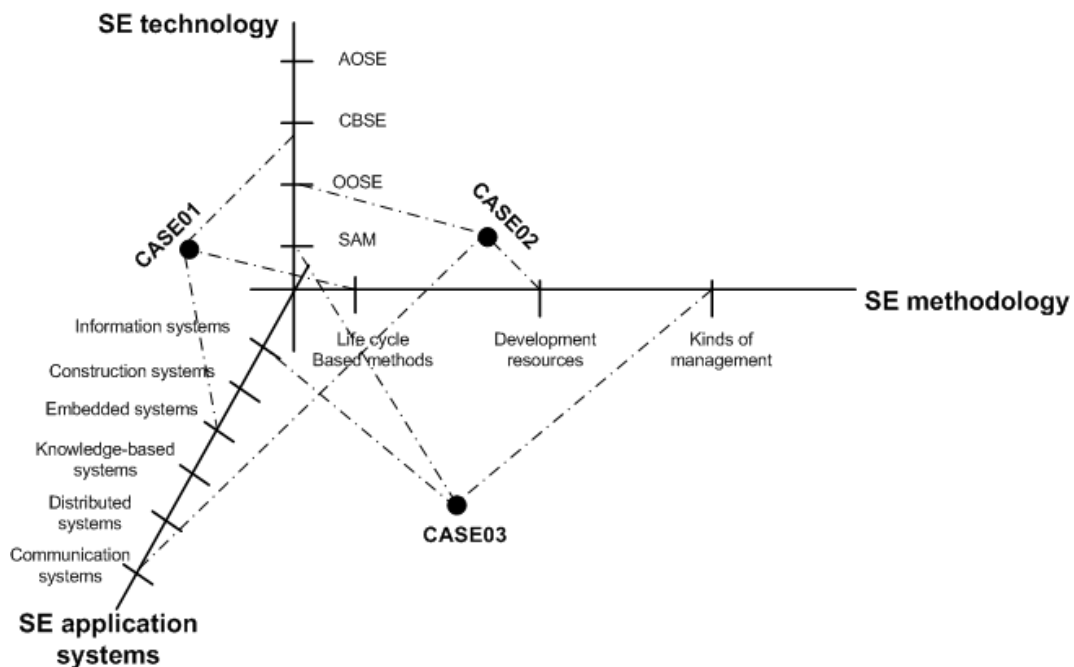 SE technology
AOSE
CBSE
OOSE
SAM
CASE01
CASE02
SE methodology
Life cycle
Based methods
Development
resources
Kinds of
management
Information systems
Construction systems
Embedded systems
Knowledge-based
systems
Distributed
systems
Communication
systems
CASE03
SE application
systems